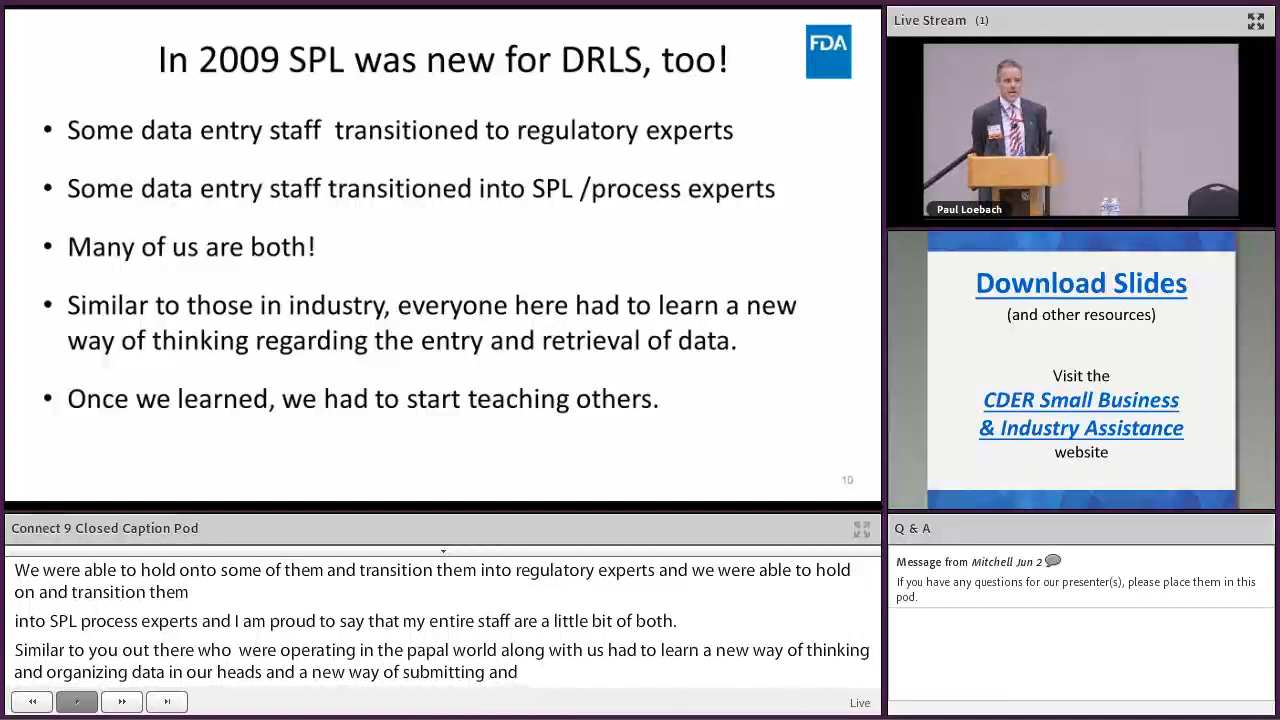 In 2009 SPL was new for DRLS, too!
FDA
• Some data entry staff transitioned to regulatory experts
• Some data entry staff transitioned into SPL /process experts
• Many of us are both!
• Similar to those in industry, everyone here had to learn a new
way of thinking regarding the entry and retrieval of data.
• Once we learned, we had to start teaching others.
10
Live Stream (1)
Paul Loebach
Download Slides
(and other resources)
Visit the
CDER Small Business
& Industry Assistance
website
Connect 9 Closed Caption Pod
We were able to hold onto some of them and transition them into regulatory experts and we were able to hold
on and transition them
into SPL process experts and I am proud to say that my entire staff are a little bit of both.
Similar to you out there who were operating in the papal world along with us had to learn a new way of thinking
and organizing data in our heads and a new way of submitting and
Live
Q & A
Message from Mitchell Jun 2
If you have any questions for our presenter(s), please place them in this
pod.